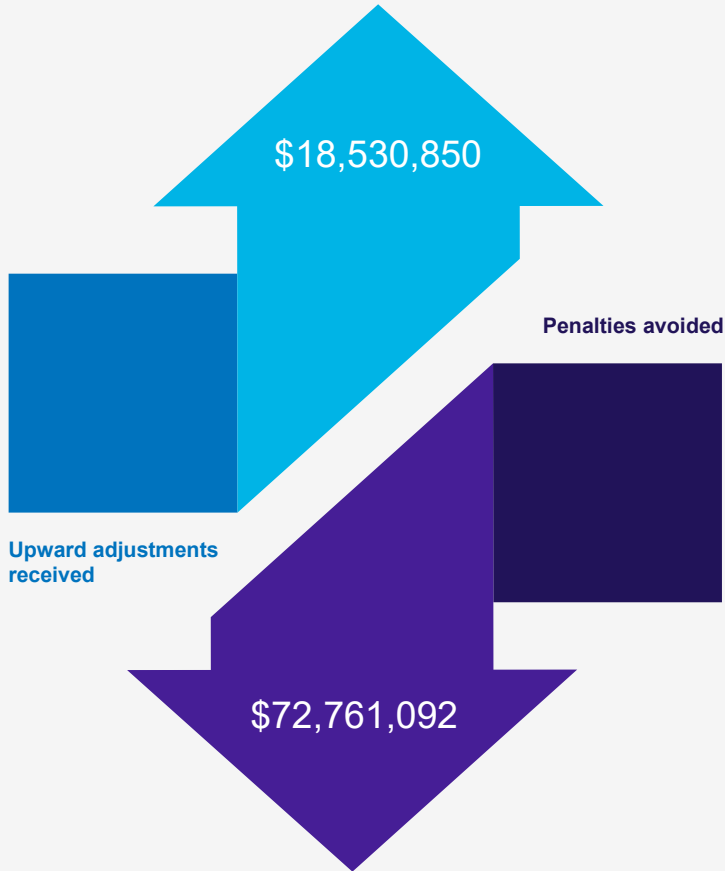 $18,530,850
Penalties avoided
Upward adjustments
received
$72,761,092